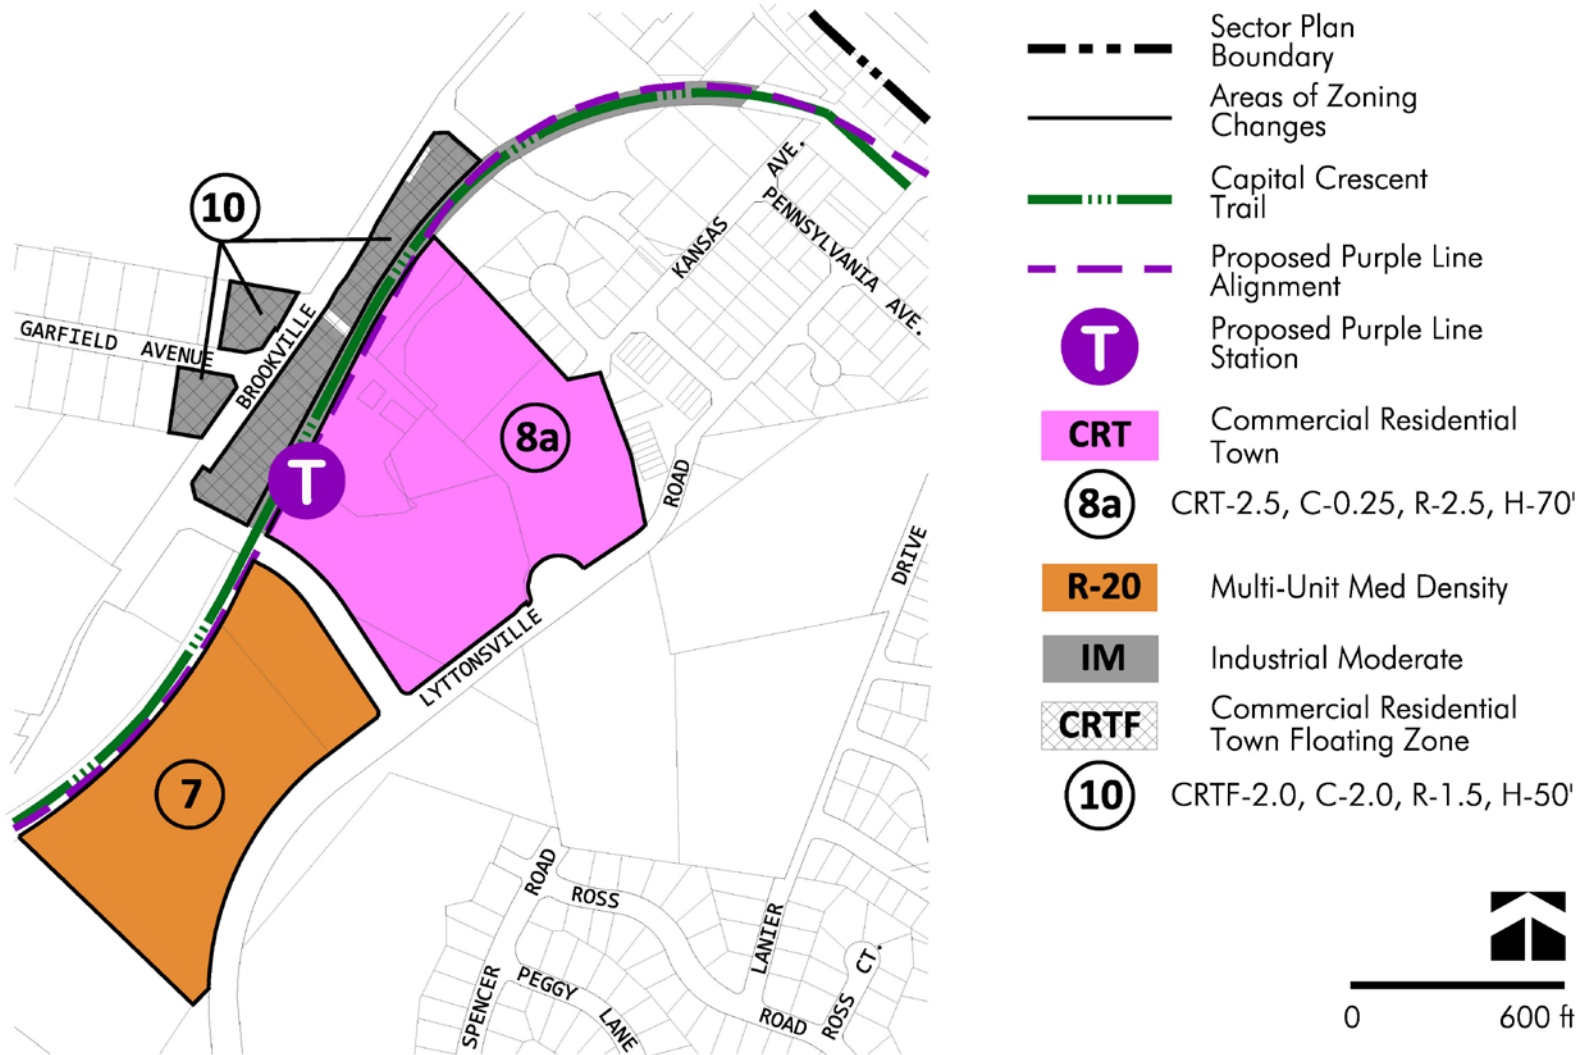 10
GARFIELD AVENUE
BROOKVILLE
KANSAS AVE.
PENNSYLVANIA AVE.
8a
T
ROAD
LYTTONSVILLE
DRIVE
7
ROAD
ROSS
LANIER
SPENCER
PEGGY
LANE
ROAD
ROSS CT.
Sector Plan
Boundary
Areas of Zoning
Changes
Capital Crescent
Trail
Proposed Purple Line
Alignment
T
Proposed Purple Line
Station
CRT
Commercial Residential
Town
8a CRT-2.5, C-0.25, R-2.5, H-70'
R-20 Multi-Unit Med Density
IM Industrial Moderate
CRTF
Commercial Residential
Town Floating Zone
10 CRTF-2.0, C-2.0, R-1.5, H-50'
0 600 ft